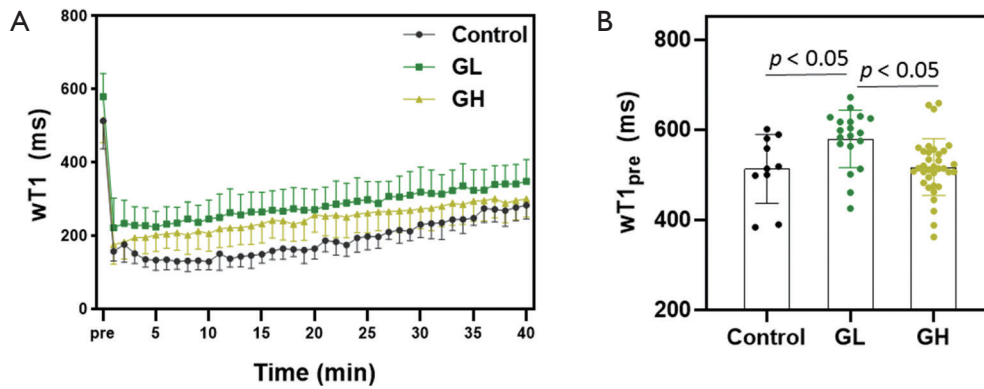 A
wT1 (ms)
800
600
400
200
0
pre 5 10 15 20 25 30 35 40
Time (min)
Control
GL
GH
B
wT1pre (ms)
800
600
400
200
p < 0.05
p < 0.05
Control GL GH